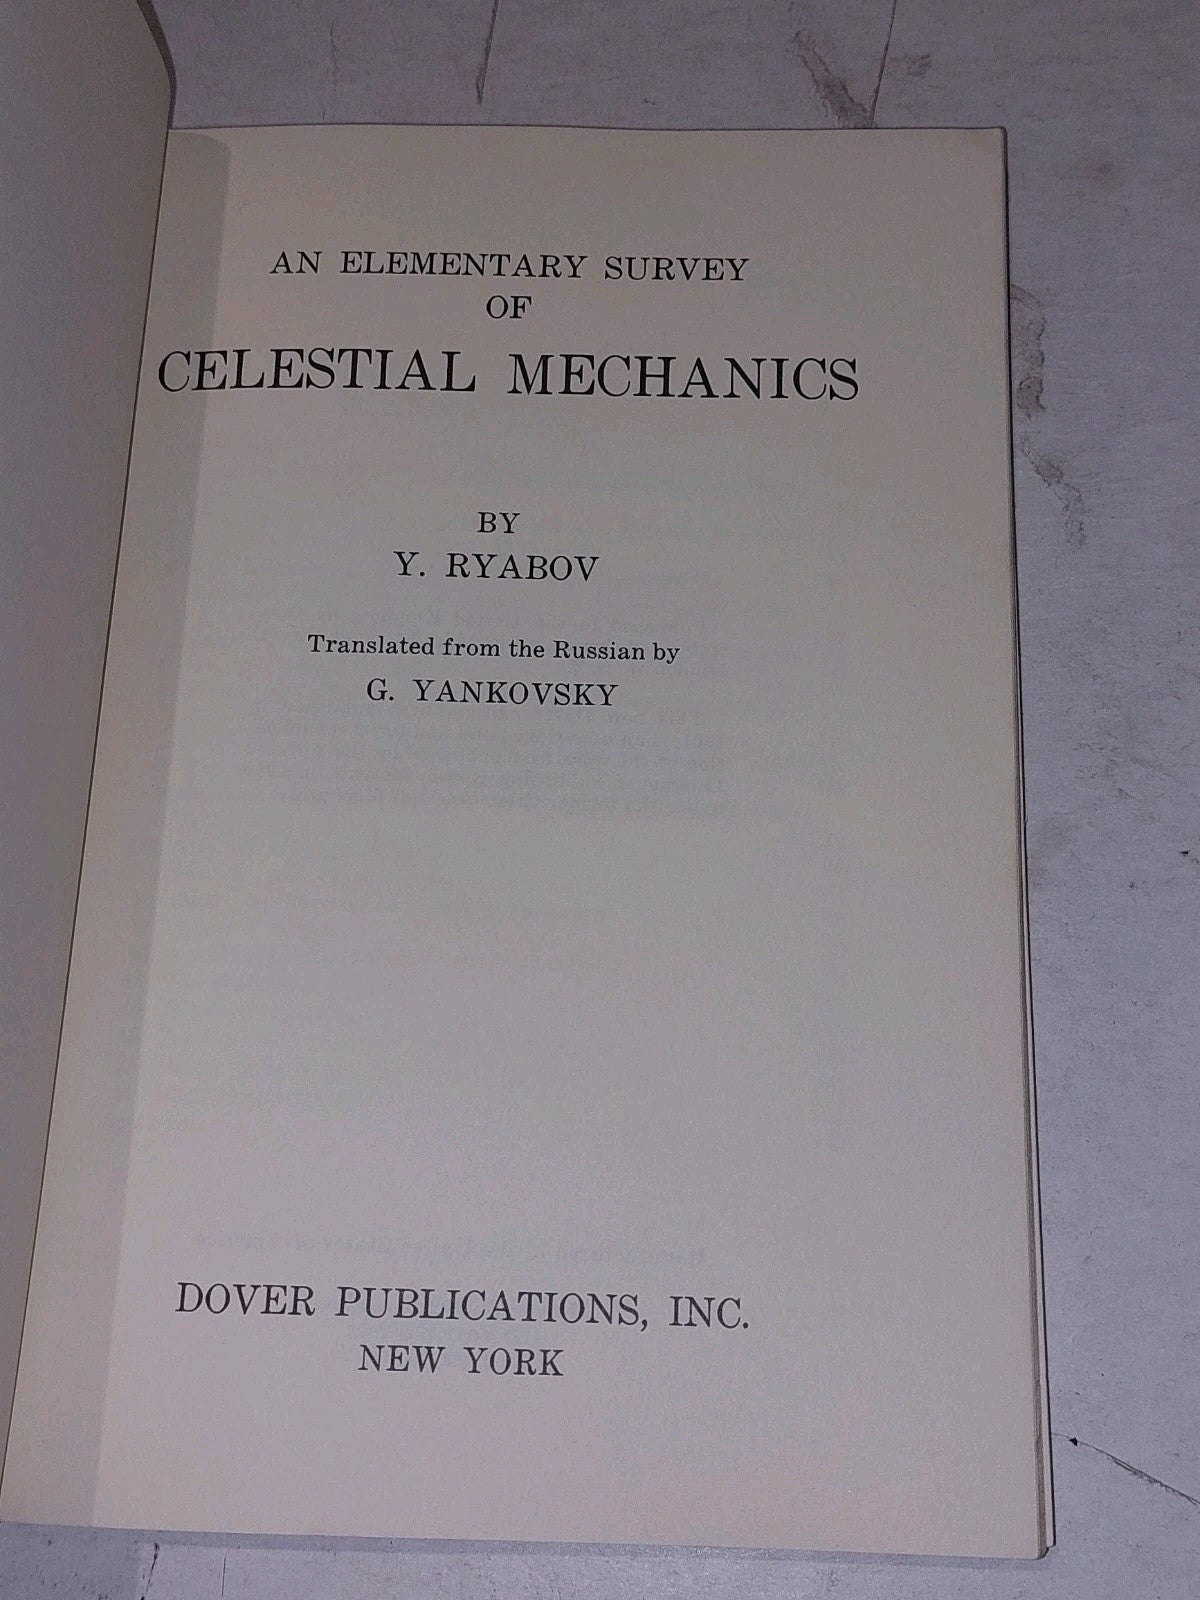 AN ELEMENTARY SURVEY
OF
CELESTIAL MECHANICS
BY
Y. RYABOV
Translated from the Russian by
G. YANKOVSKY
DOVER PUBLICATIONS, INC.
NEW YORK